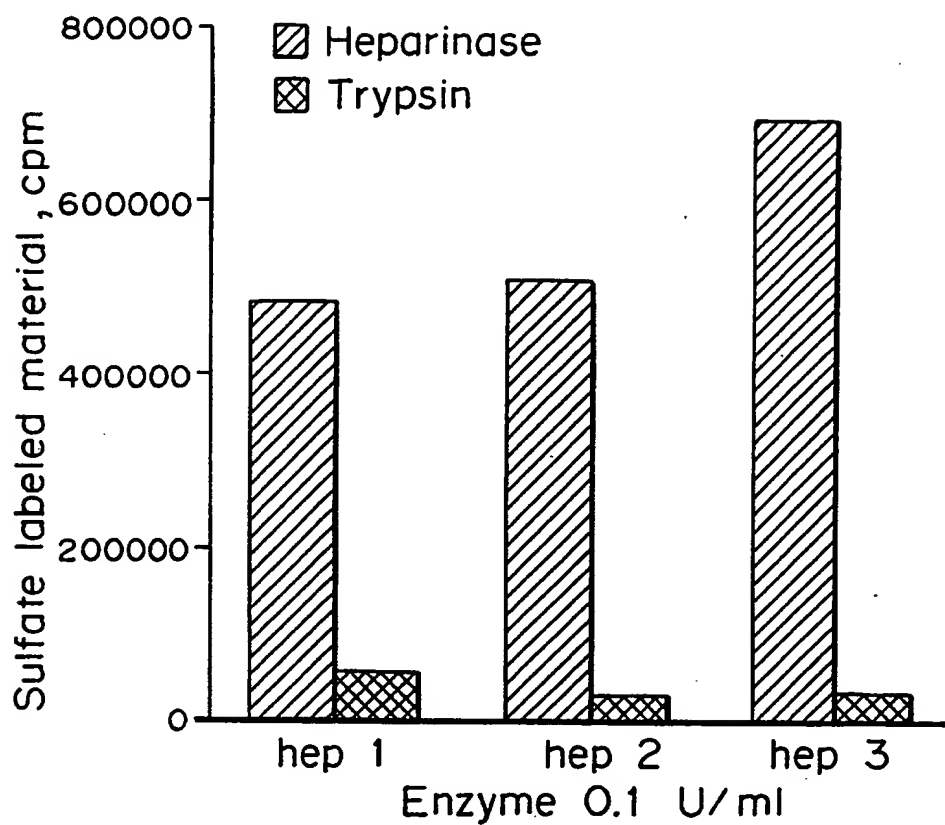 800000
600000
400000
200000
0
Sulfate labeled material, cpm
Heparinase
Trypsin
hep 1 hep 2 hep 3
Enzyme 0.1 U/ml